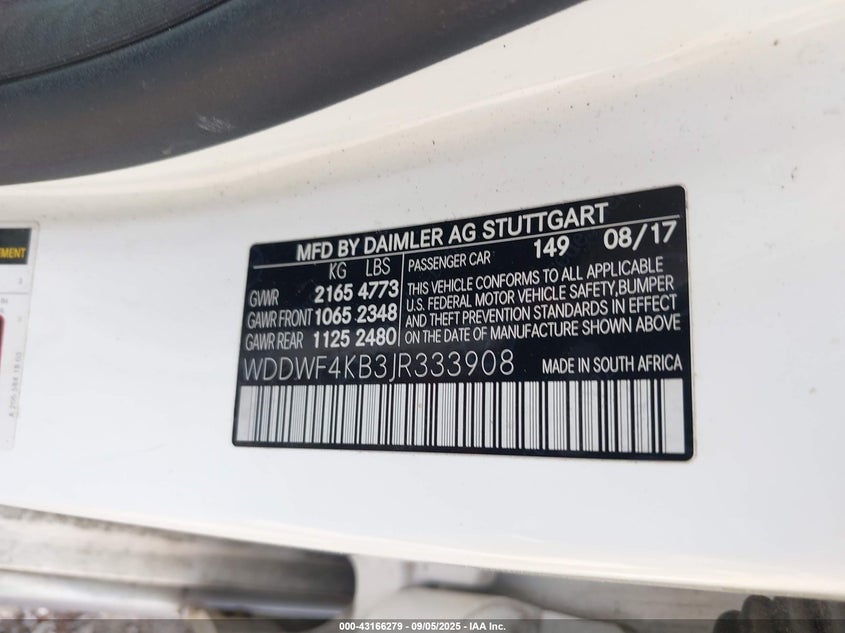 MFD BY DAIMLER AG STUTTGART
KG LBS
GVWR 2165 4773
GAWR FRONT 1065 2348
GAWR REAR 1125 2480
PASSENGER CAR 149 08/17
THIS VEHICLE CONFORMS TO ALL APPLICABLE
U.S. FEDERAL MOTOR VEHICLE SAFETY,BUMPER
AND THEFT PREVENTION STANDARDS IN EFFECT
ON THE DATE OF MANUFACTURE SHOWN ABOVE
WDDWF4KB3JR333908 MADE IN SOUTH AFRICA
000-43166279 - 09/05/2025 - IAA Inc.